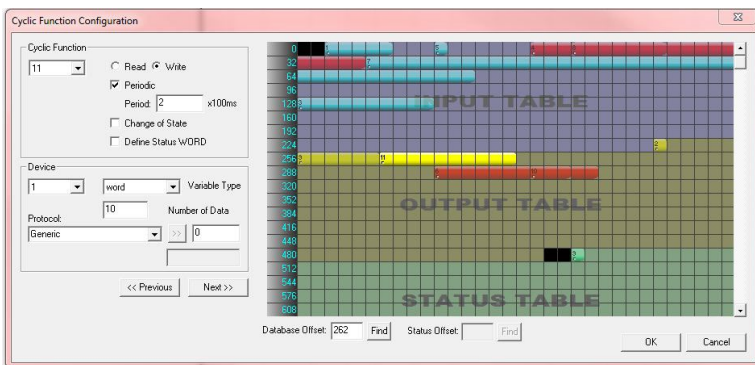 Cyclic Function Configuration
Cyclic Function
11
Read
Write
Periodic
Period:
2
x100ms
Change of State
Define Status WORD
Device
1
word
Variable Type
10
Number of Data
Protocol:
Generic
>>
0
<< Previous
Next >>
0
32
64
96
128
160
192
224
256
288
320
352
384
416
448
480
512
544
576
608
INPUT TABLE
OUTPUT TABLE
STATUS TABLE
11
10
Database Offset:
262
Find
Status Offset:
Find
OK
Cancel